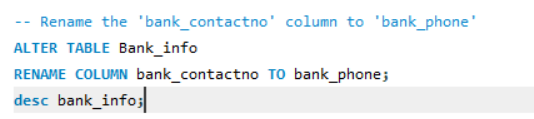 -- Rename the 'bank_contactno' column to 'bank_phone'
ALTER TABLE Bank_info
RENAME COLUMN bank_contactno TO bank_phone;
desc bank_info;